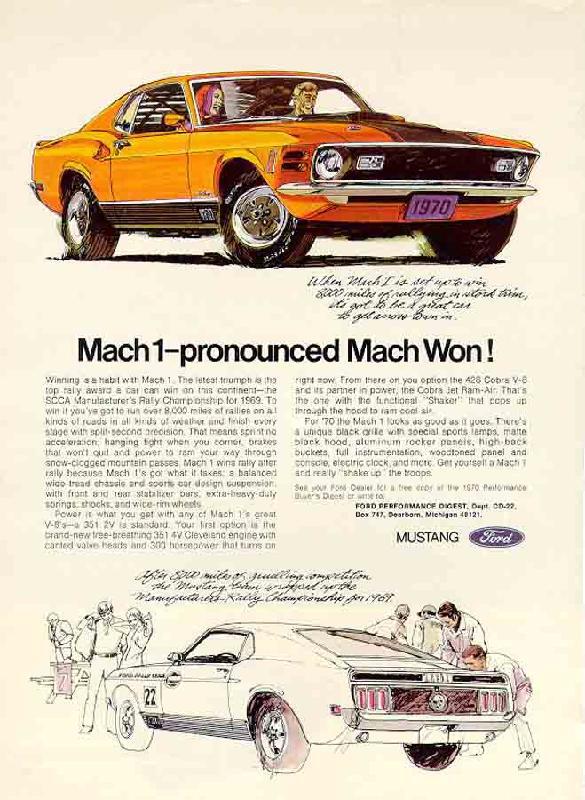 1970
When Mach I is set up to win
8000 miles of rallying in stock trim,
it's got to be a great car
to get across town in.
Mach 1–pronounced Mach Won!
Winning is a habit with Mach 1. The latest triumph is the
top rally award a car can win on this continent—the
SCCA Manufacturer's Rally Championship for 1969. To
win it you've got to run over 8,000 miles of rallies on all
kinds of roads in all kinds of weather and finish every
stage with split-second precision. That means sprinting
acceleration, hanging tight when you corner, brakes
that won't quit and power to ram your way through
snow-clogged mountain passes. Mach 1 wins rally after
rally because Mach 1's got what it takes: a balanced
wide tread chassis and sports car design suspension,
with front and rear stabilizer bars, extra-heavy-duty
springs, shocks, and wide-rim wheels.
Power is what you get with any of Mach 1's great
V-8's—a 351 2V is standard. Your first option is the
brand-new free-breathing 351 4V Cleveland engine with
canted valve heads and 300 horsepower that turns on
right now. From there on you option the 428 Cobra V-8
and its partner in power, the Cobra Jet Ram-Air. That's
the one with the functional "Shaker" that pops up
through the hood to ram cool air.
For '70 the Mach 1 looks as good as it goes. There's
a unique black grille with special sports lamps, matte
black hood, aluminum rocker panels, high-back
buckets, full instrumentation, woodtoned panel and
console, electric clock, and more. Get yourself a Mach 1
and really "shake up" the troops.
See your Ford Dealer for a free copy of the 1970 Performance
Buyer's Digest or write to:
FORD PERFORMANCE DIGEST, Dept. CD-22,
Box 747, Dearborn, Michigan 48121.
MUSTANG Ford
After 8000 miles of gruelling competition
the Mustang team wrapped up the
Manufacturers Rally Championship for 1969.
FORD RALLY TEAM
22